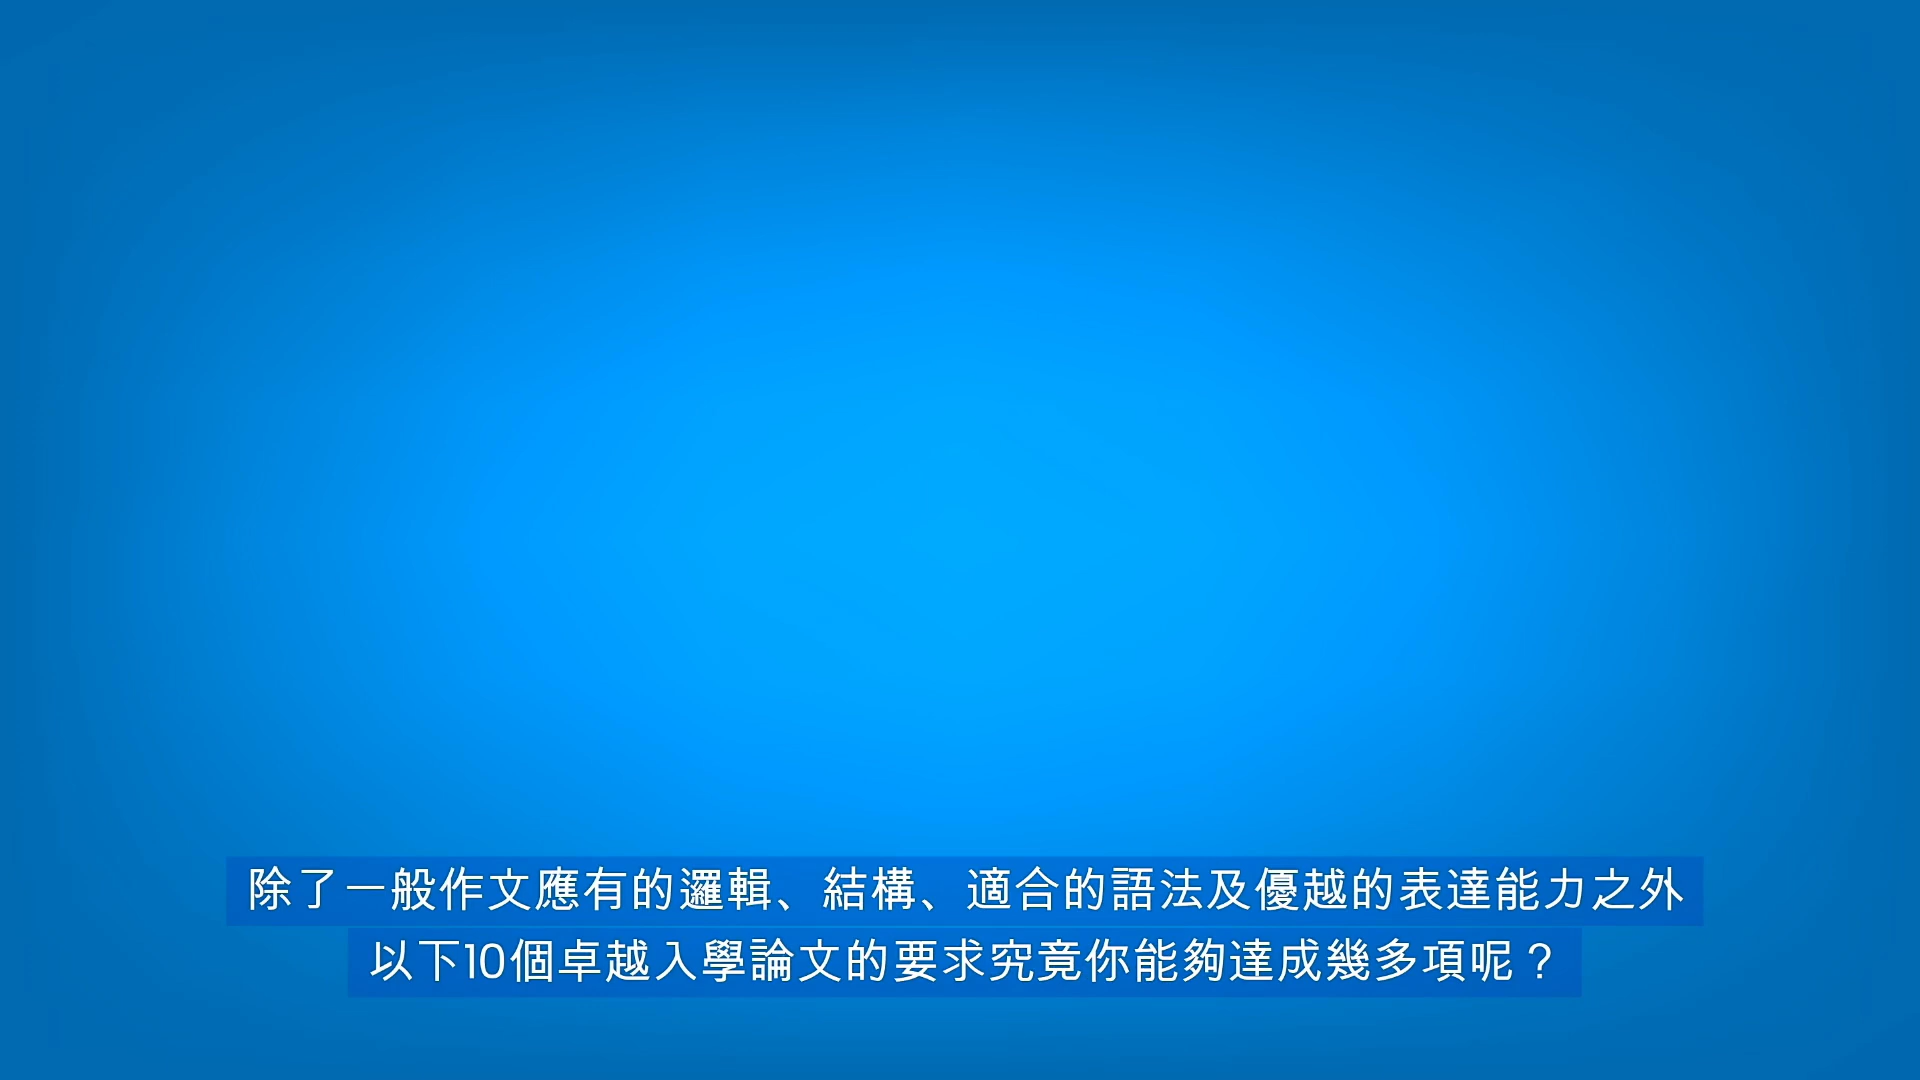 除了一般作文應有的邏輯、結構、適合的語法及優越的表達能力之外
以下10個卓越入學論文的要求究竟你能夠達成幾多項呢？